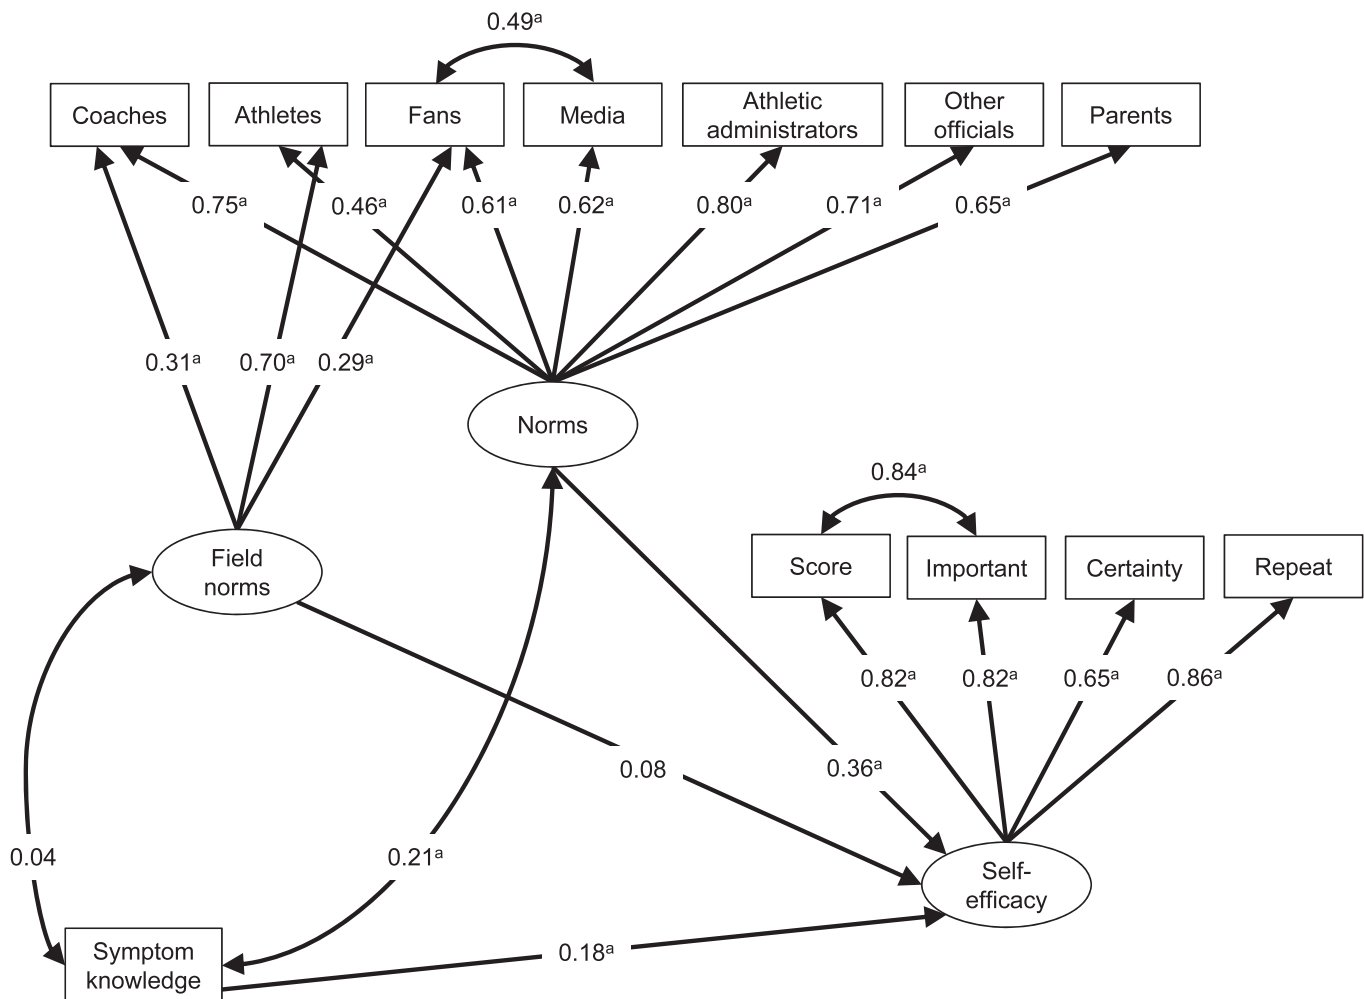 0.49ᵃ
Coaches
Athletes
Fans
Media
Athletic
administrators
Other
officials
Parents
0.75ᵃ
0.46ᵃ
0.61ᵃ
0.62ᵃ
0.80ᵃ
0.71ᵃ
0.65ᵃ
0.31ᵃ
0.70ᵃ
0.29ᵃ
Norms
0.84ᵃ
Field
norms
Score
Important
Certainty
Repeat
0.82ᵃ
0.82ᵃ
0.65ᵃ
0.86ᵃ
0.08
0.36ᵃ
0.04
0.21ᵃ
Self-
efficacy
Symptom
knowledge
0.18ᵃ